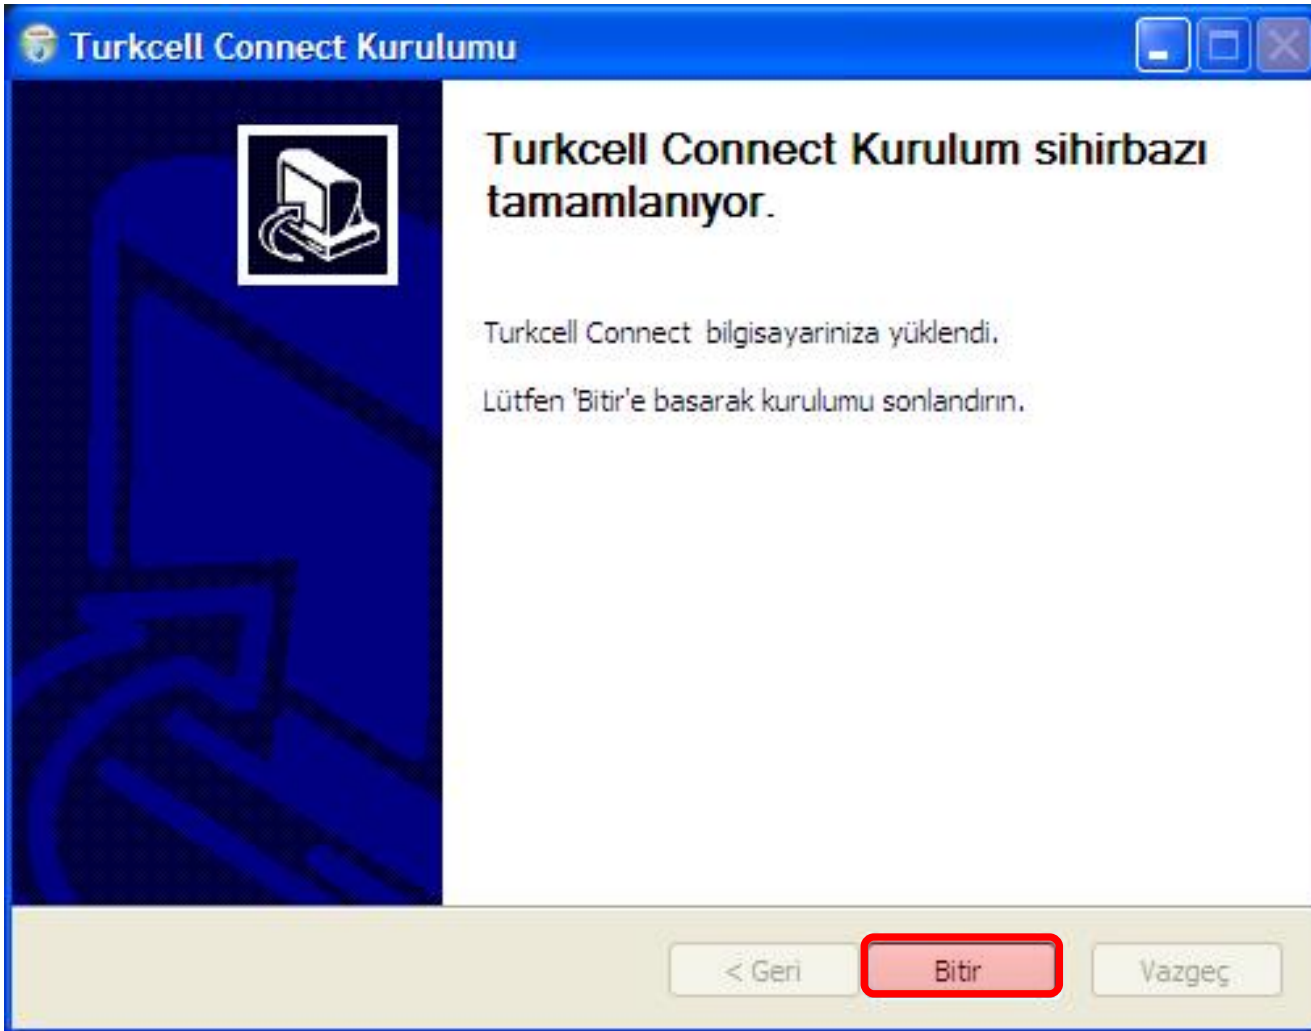 Turkcell Connect Kurulumu
Turkcell Connect Kurulum sihirbazı
tamamlanıyor.
Turkcell Connect bilgisayariniza yüklendi.
Lütfen 'Bitir'e basarak kurulumu sonlandırın.
< Geri
Bitir
Vazgeç